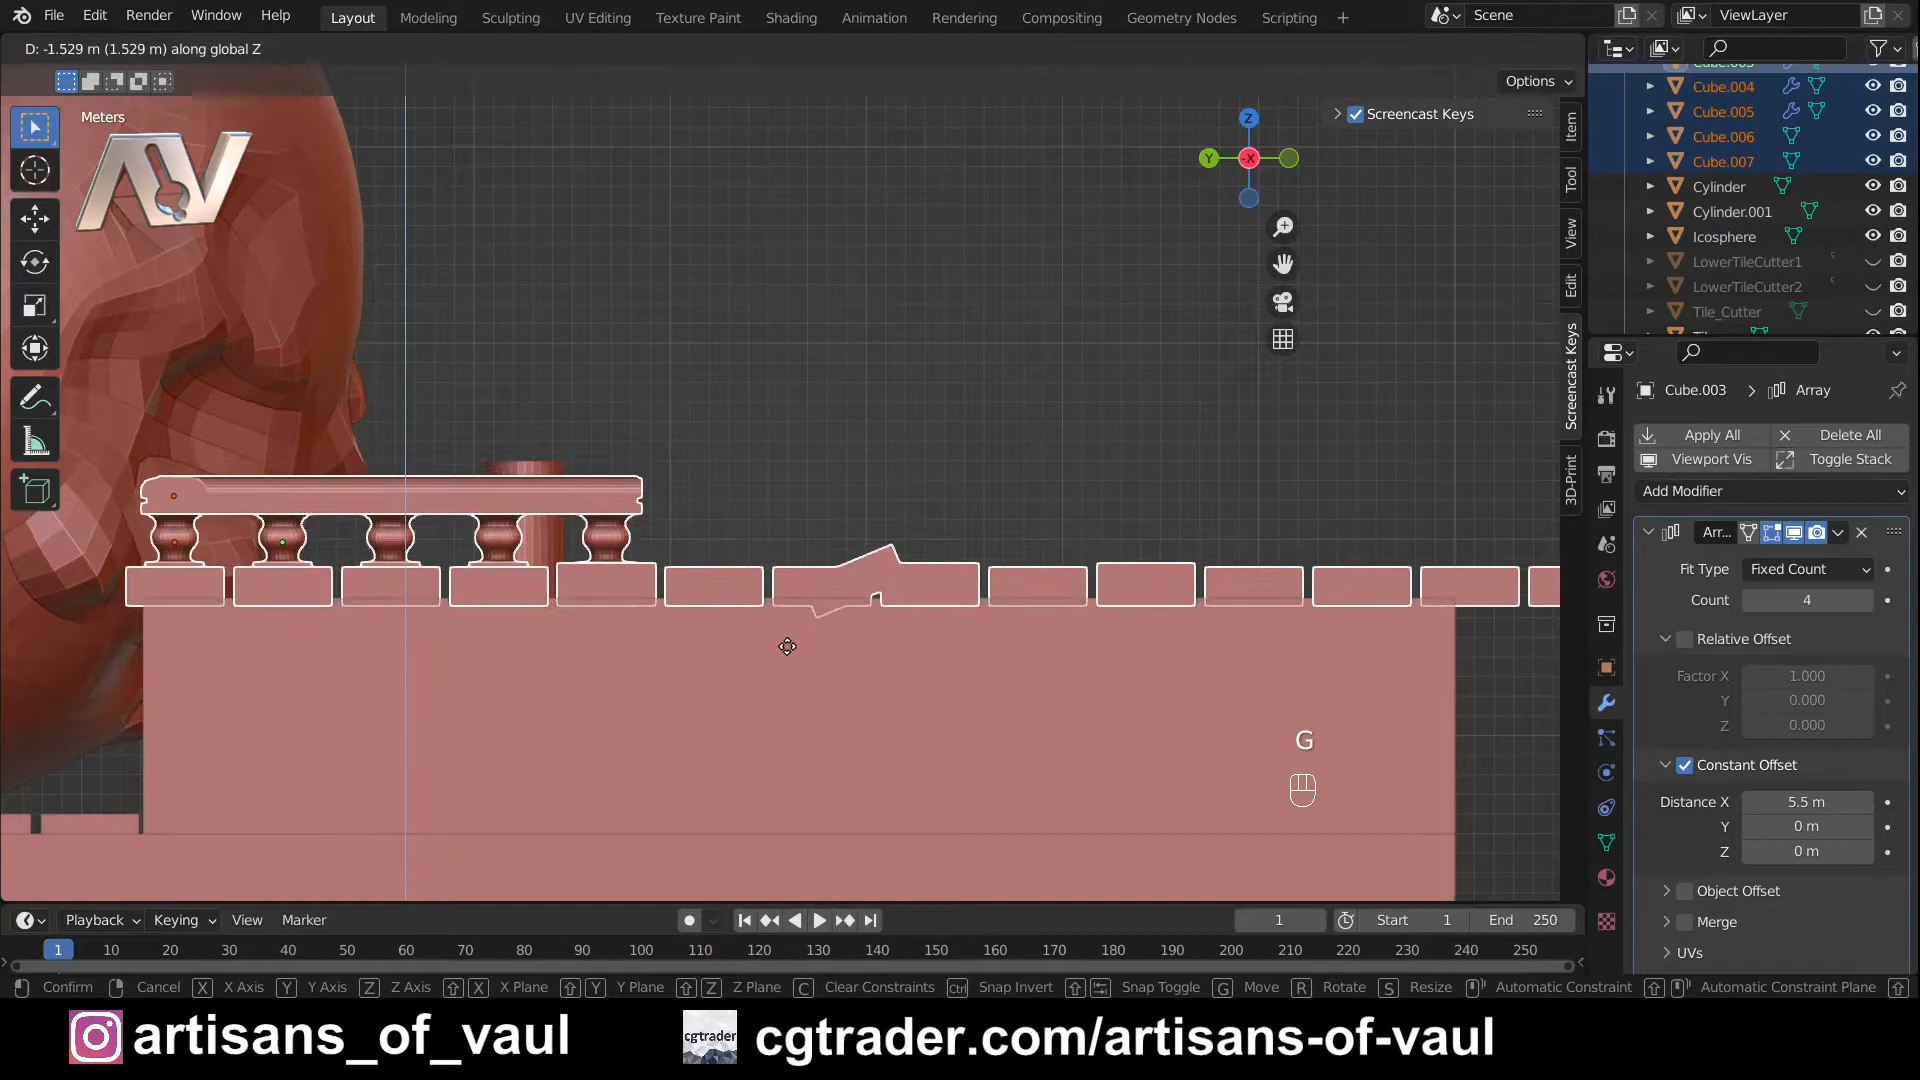 File Edit Render Window Help Layout Modeling Sculpting UV Editing Texture Paint Shading Animation Rendering Compositing Geometry Nodes Scripting + Scene ViewLayer
D: -1.529 m (1.529 m) along global Z
Options
Meters
Screencast Keys
Z
Y
-X
Item
Tool
View
Edit
Screencast Keys
3D-Print
AV
G
Cube.003
Cube.004
Cube.005
Cube.006
Cube.007
Cylinder
Cylinder.001
Icosphere
LowerTileCutter1
LowerTileCutter2
Tile_Cutter
Cube.003 > Array
Apply All Delete All
Viewport Vis Toggle Stack
Add Modifier
Arr...
Fit Type Fixed Count
Count 4
Relative Offset
Factor X 1.000
Y 0.000
Z 0.000
Constant Offset
Distance X 5.5 m
Y 0 m
Z 0 m
Object Offset
Merge
UVs
Playback Keying View Marker 1 Start 1 End 250
1 10 20 30 40 50 60 70 80 90 100 110 120 130 140 150 160 170 180 190 200 210 220 230 240 250
Confirm Cancel X X Axis Y Y Axis Z Z Axis X X Plane Y Y Plane Z Z Plane C Clear Constraints Ctrl Snap Invert Snap Toggle G Move R Rotate S Resize Automatic Constraint Automatic Constraint Plane
artisans_of_vaul
cgtrader
cgtrader.com/artisans-of-vaul